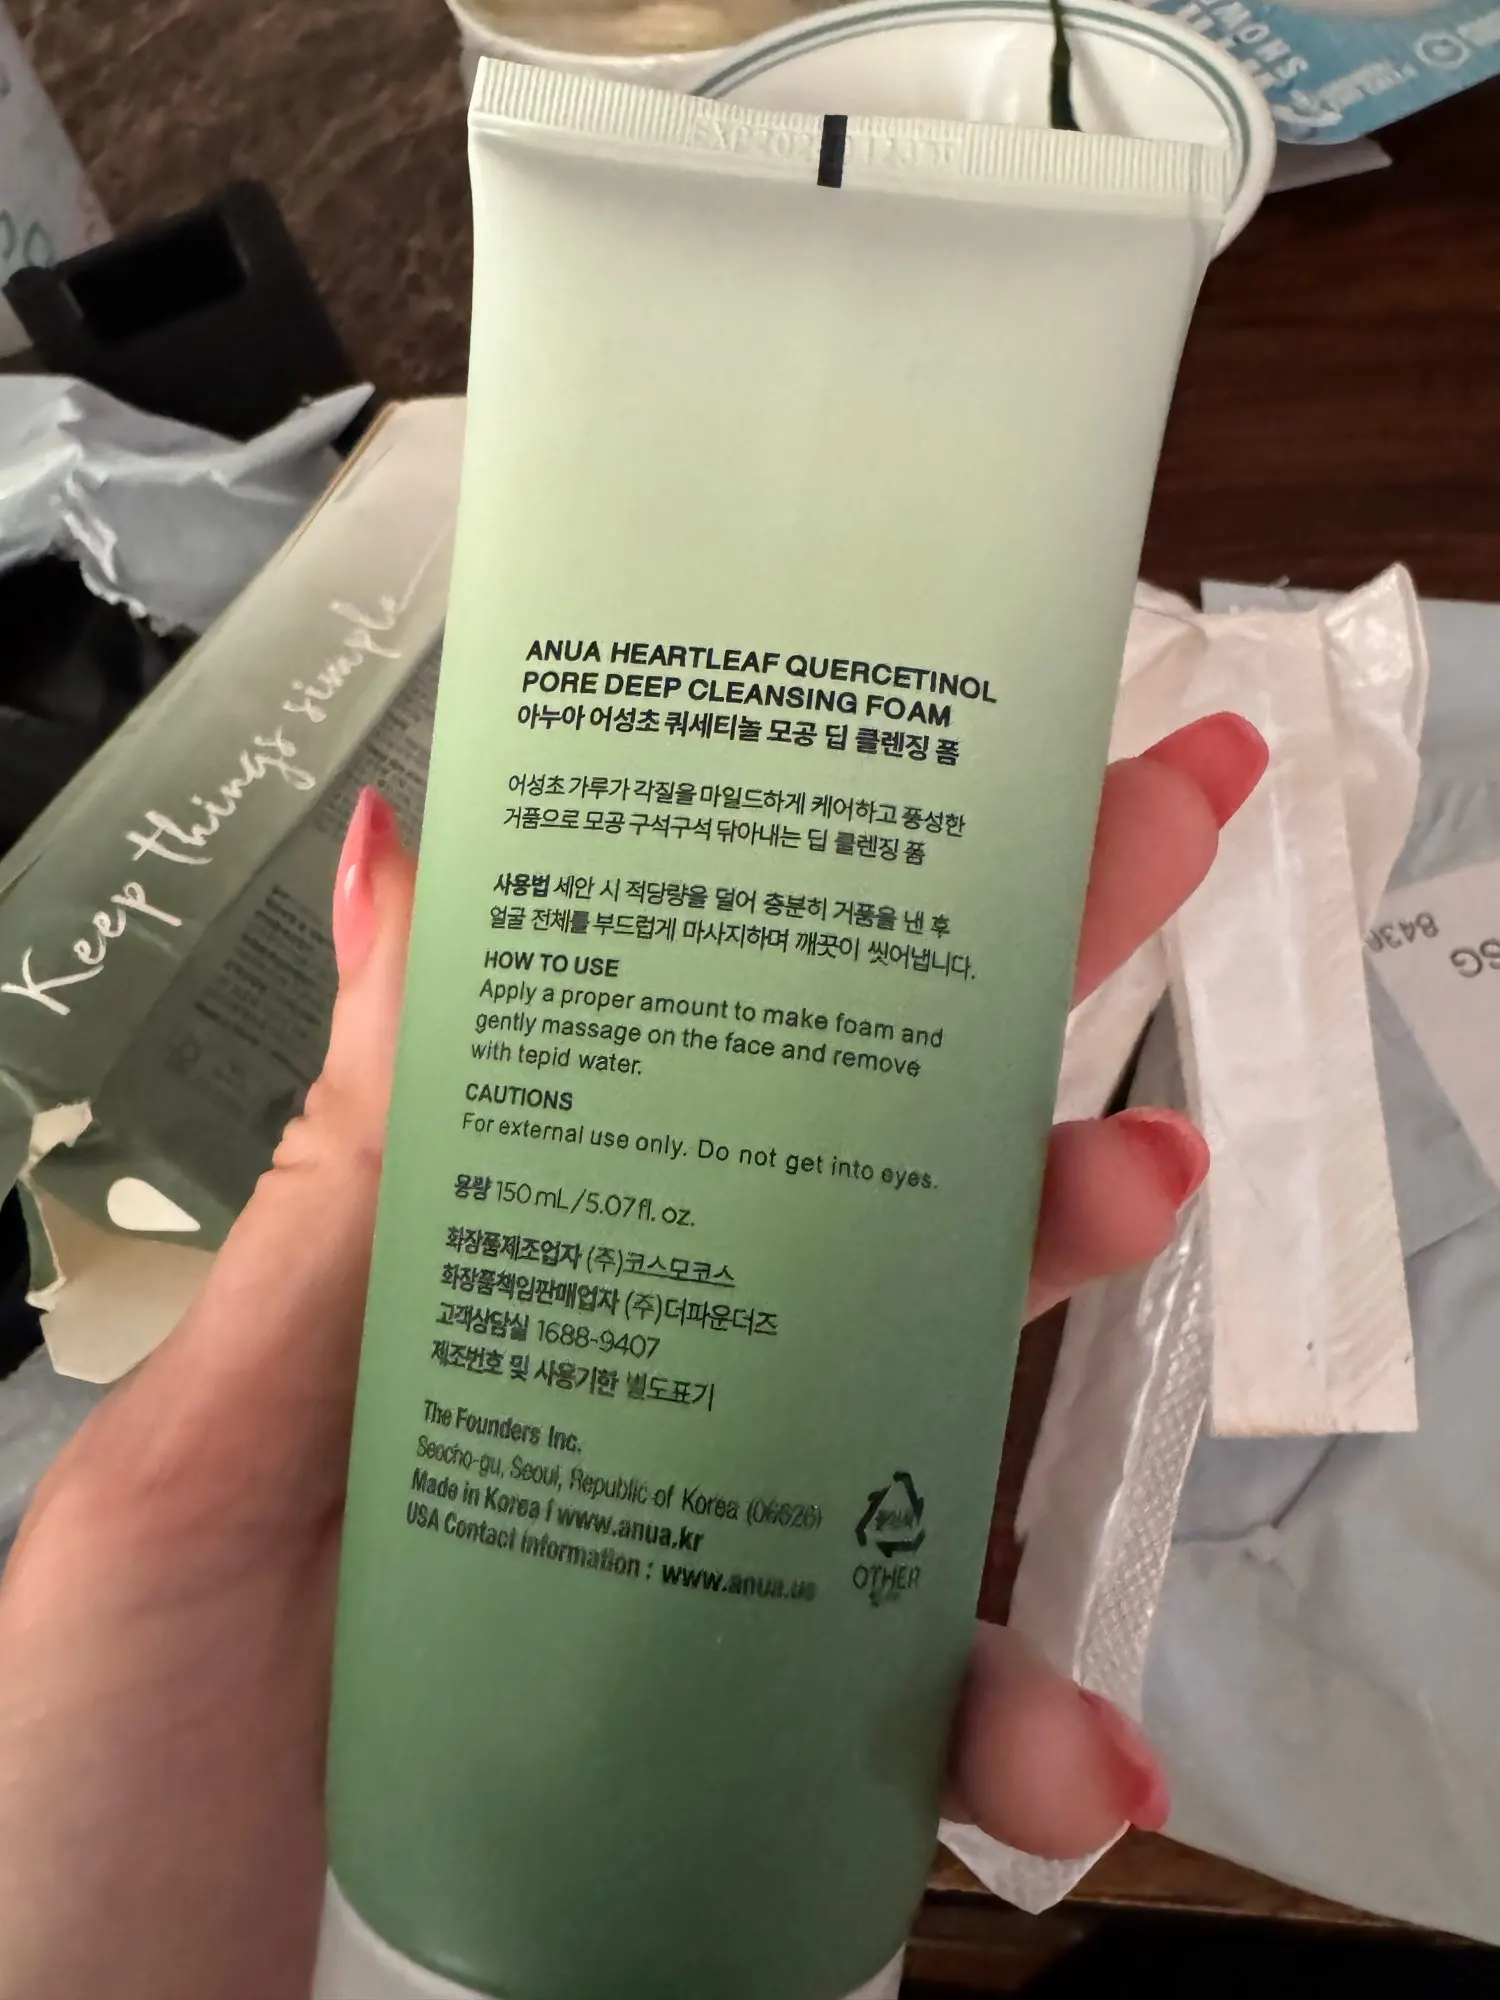 ANUA HEARTLEAF QUERCETINOL
PORE DEEP CLEANSING FOAM
아누아 어성초 쿼세티놀 모공 딥 클렌징 폼
어성초 가루가 각질을 마일드하게 케어하고 풍성한
거품으로 모공 구석구석 닦아내는 딥 클렌징 폼
사용법 세안 시 적당량을 덜어 충분히 거품을 낸 후
얼굴 전체를 부드럽게 마사지하며 깨끗이 씻어냅니다.
HOW TO USE
Apply a proper amount to make foam and
gently massage on the face and remove
with tepid water.
CAUTIONS
For external use only. Do not get into eyes.
용량 150 mL / 5.07 fl. oz.
화장품제조업자 (주)코스모코스
화장품책임판매업자 (주)더파운더즈
고객상담실 1688-9407
제조번호 및 사용기한 별도표기
The Founders Inc.
Seocho-gu, Seoul, Republic of Korea (06626)
Made in Korea I www.anua.kr
USA Contact Information : www.anua.us
OTHER
Keep things simple
843
SG